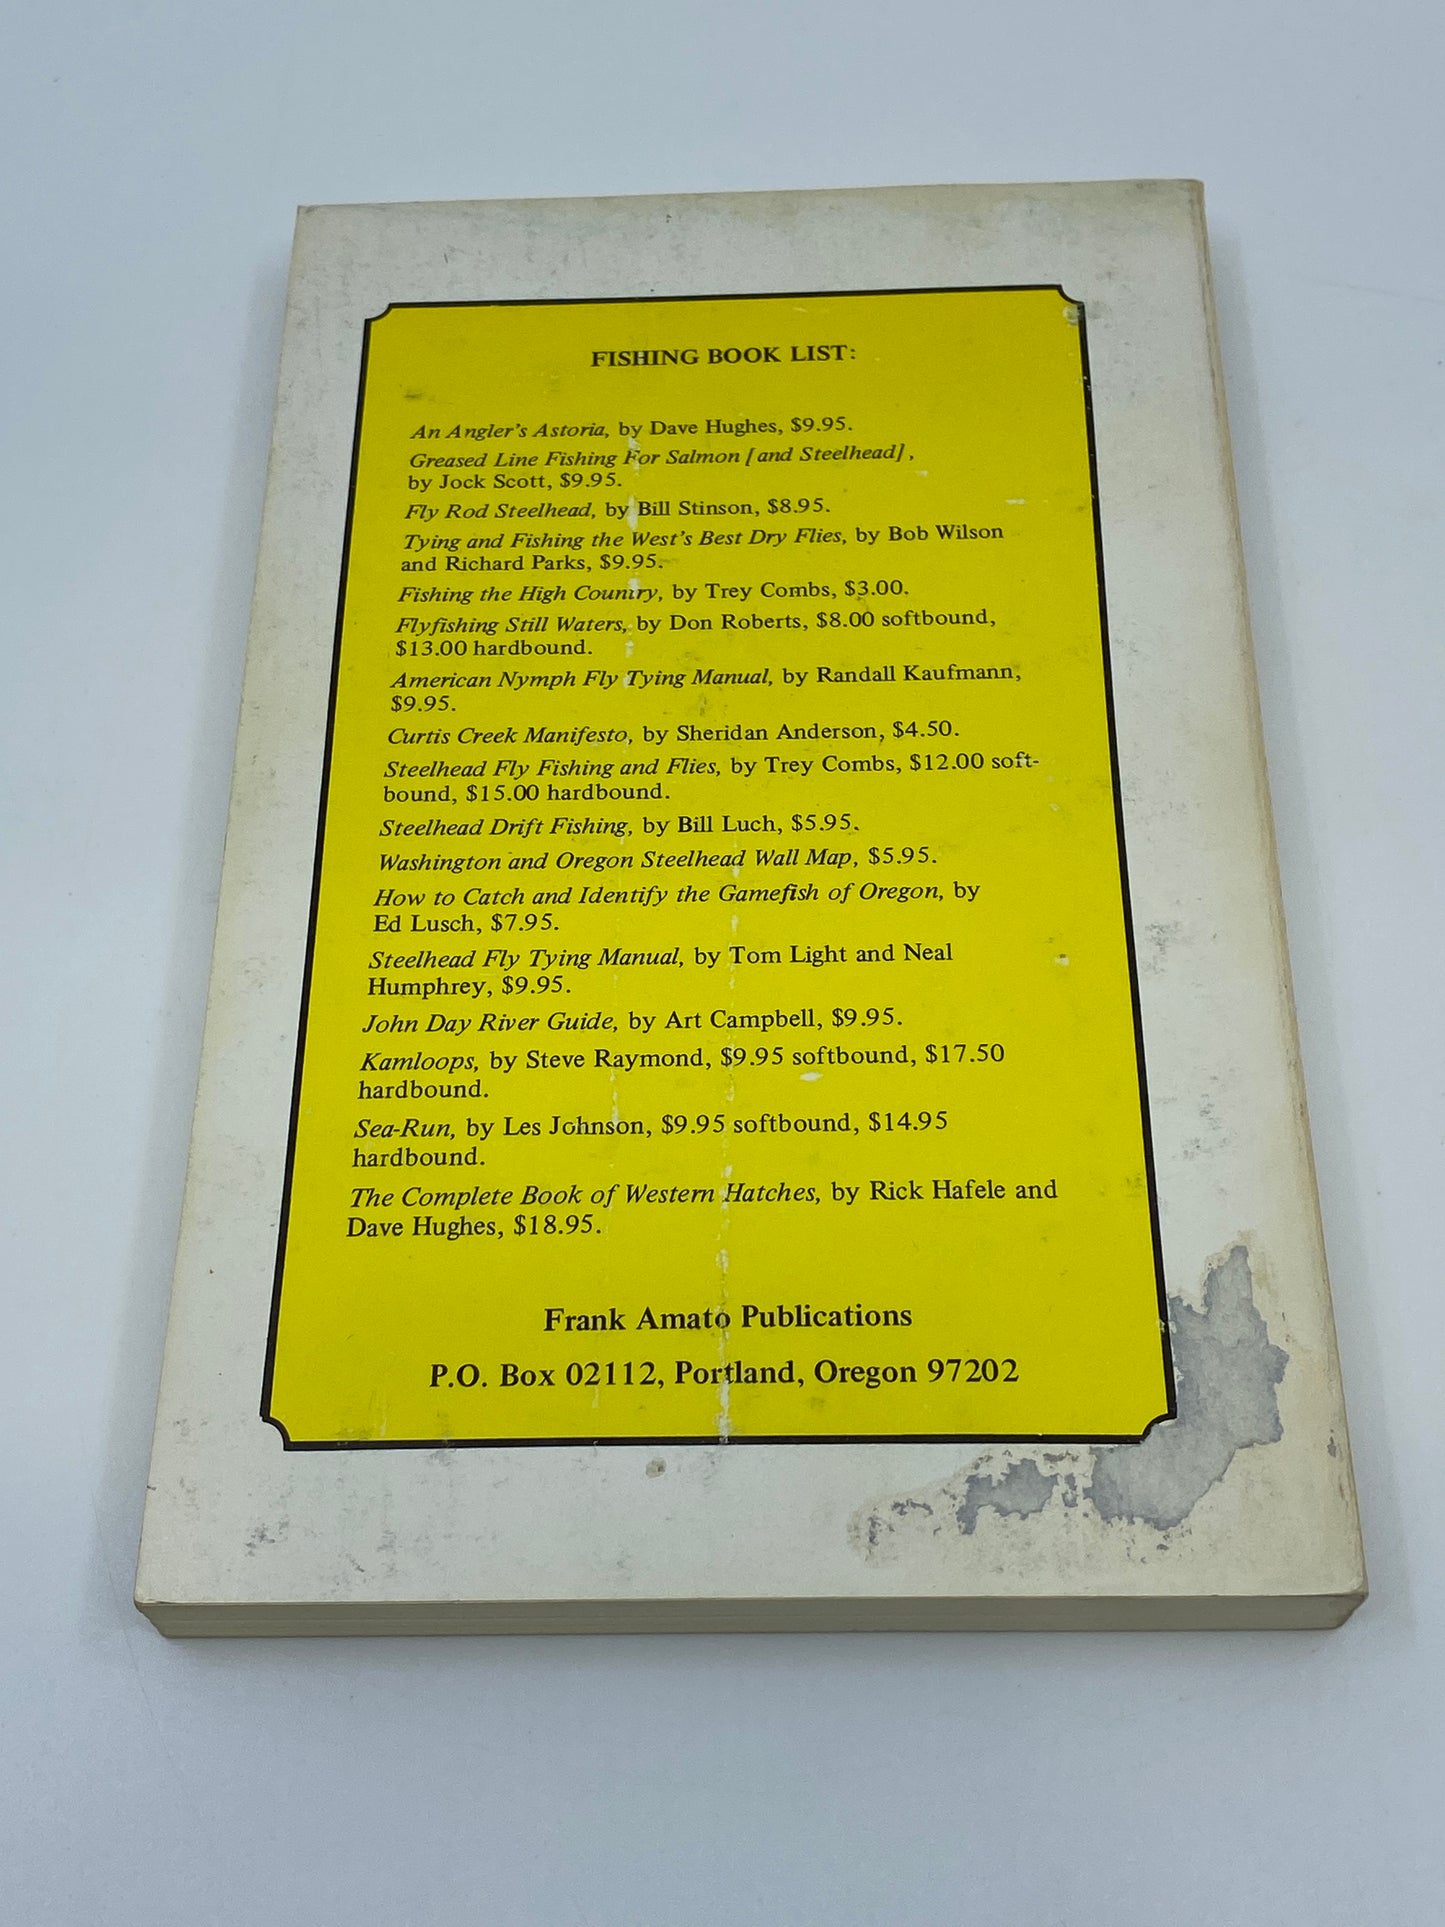 FISHING BOOK LIST:
An Angler's Astoria, by Dave Hughes, $9.95.
Greased Line Fishing For Salmon [and Steelhead],
by Jock Scott, $9.95.
Fly Rod Steelhead, by Bill Stinson, $8.95.
Tying and Fishing the West's Best Dry Flies, by Bob Wilson
and Richard Parks, $9.95.
Fishing the High Country, by Trey Combs, $3.00.
Flyfishing Still Waters, by Don Roberts, $8.00 softbound,
$13.00 hardbound.
American Nymph Fly Tying Manual, by Randall Kaufmann,
$9.95.
Curtis Creek Manifesto, by Sheridan Anderson, $4.50.
Steelhead Fly Fishing and Flies, by Trey Combs, $12.00 soft-
bound, $15.00 hardbound.
Steelhead Drift Fishing, by Bill Luch, $5.95.
Washington and Oregon Steelhead Wall Map, $5.95.
How to Catch and Identify the Gamefish of Oregon, by
Ed Lusch, $7.95.
Steelhead Fly Tying Manual, by Tom Light and Neal
Humphrey, $9.95.
John Day River Guide, by Art Campbell, $9.95.
Kamloops, by Steve Raymond, $9.95 softbound, $17.50
hardbound.
Sea-Run, by Les Johnson, $9.95 softbound, $14.95
hardbound.
The Complete Book of Western Hatches, by Rick Hafele and
Dave Hughes, $18.95.
Frank Amato Publications
P.O. Box 02112, Portland, Oregon 97202